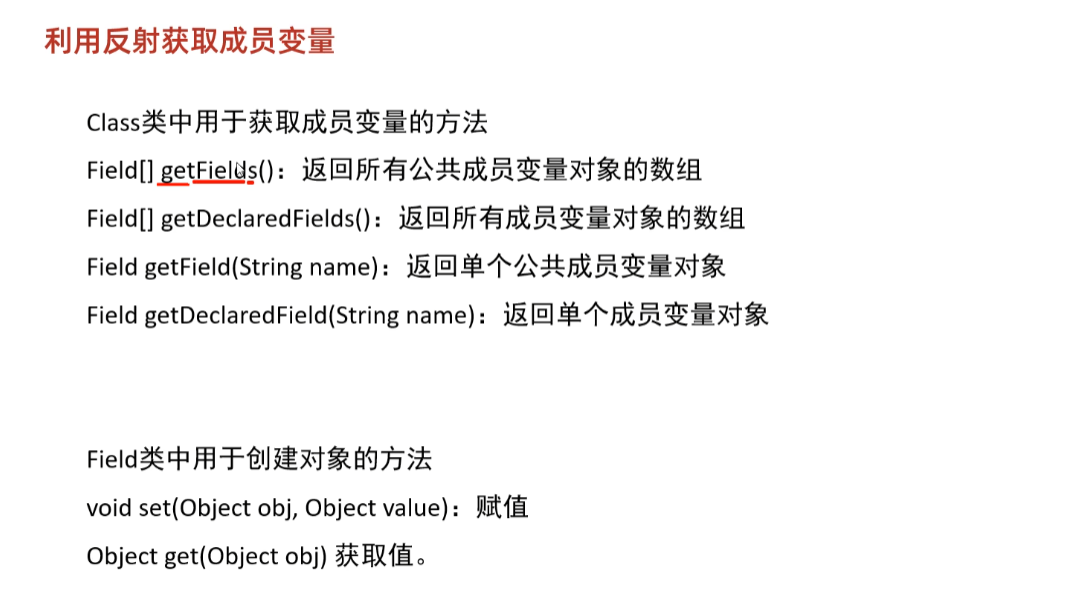 利用反射获取成员变量
Class类中用于获取成员变量的方法
Field[] getFields()：返回所有公共成员变量对象的数组
Field[] getDeclaredFields()：返回所有成员变量对象的数组
Field getField(String name)：返回单个公共成员变量对象
Field getDeclaredField(String name)：返回单个成员变量对象
Field类中用于创建对象的方法
void set(Object obj, Object value)：赋值
Object get(Object obj) 获取值。